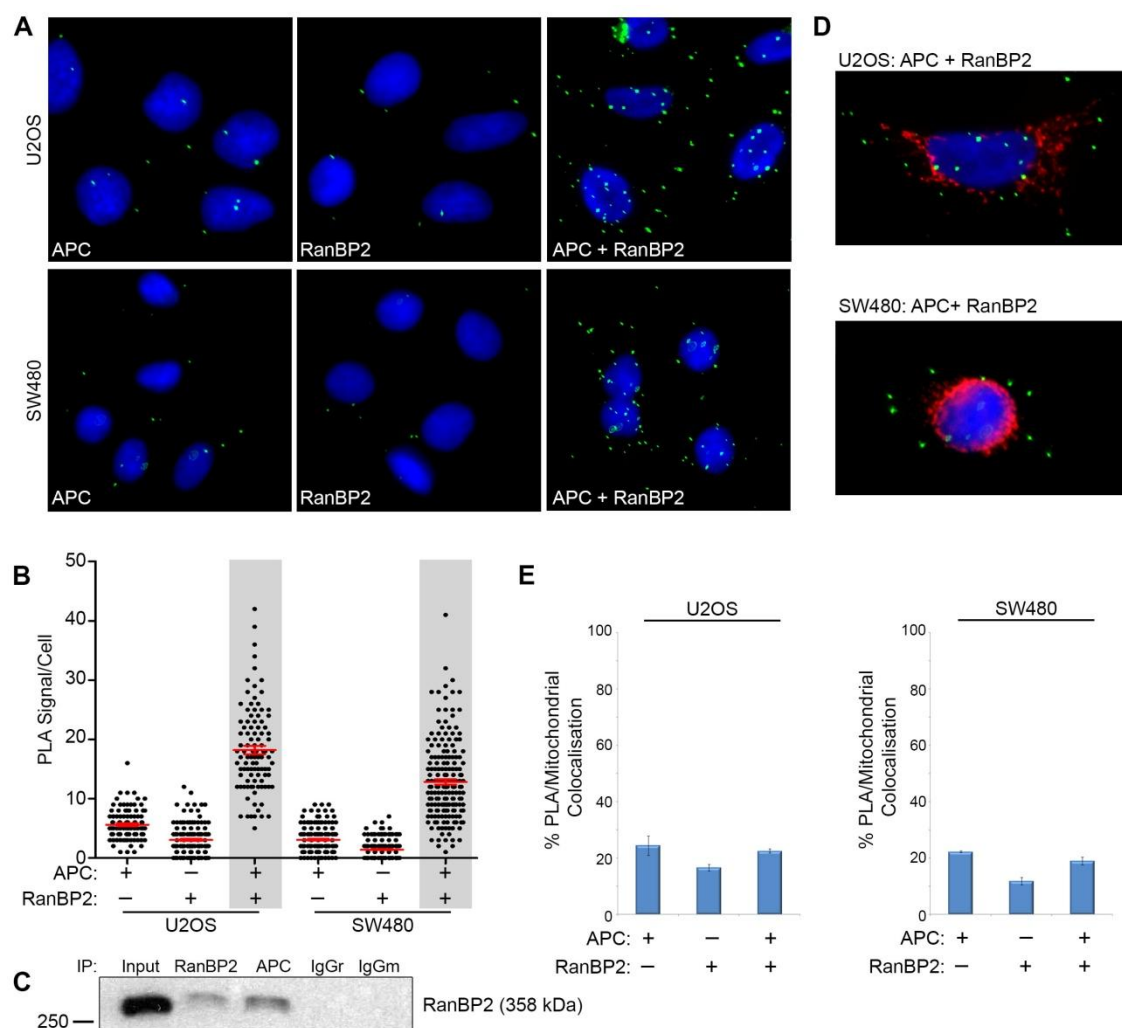 A
U2OS
APC
RanBP2
APC + RanBP2
SW480
APC
RanBP2
APC + RanBP2
D
U2OS: APC + RanBP2
SW480: APC+ RanBP2
B
PLA Signal/Cell
50
40
30
20
10
0
APC: + – + + – +
RanBP2: – + + – + +
U2OS SW480
C
IP: Input RanBP2 APC IgGr IgGm
250
RanBP2 (358 kDa)
E
U2OS
% PLA/Mitochondrial
Colocalisation
100
80
60
40
20
0
APC: + – +
RanBP2: – + +
SW480
% PLA/Mitochondrial
Colocalisation
100
80
60
40
20
0
APC: + – +
RanBP2: – + +